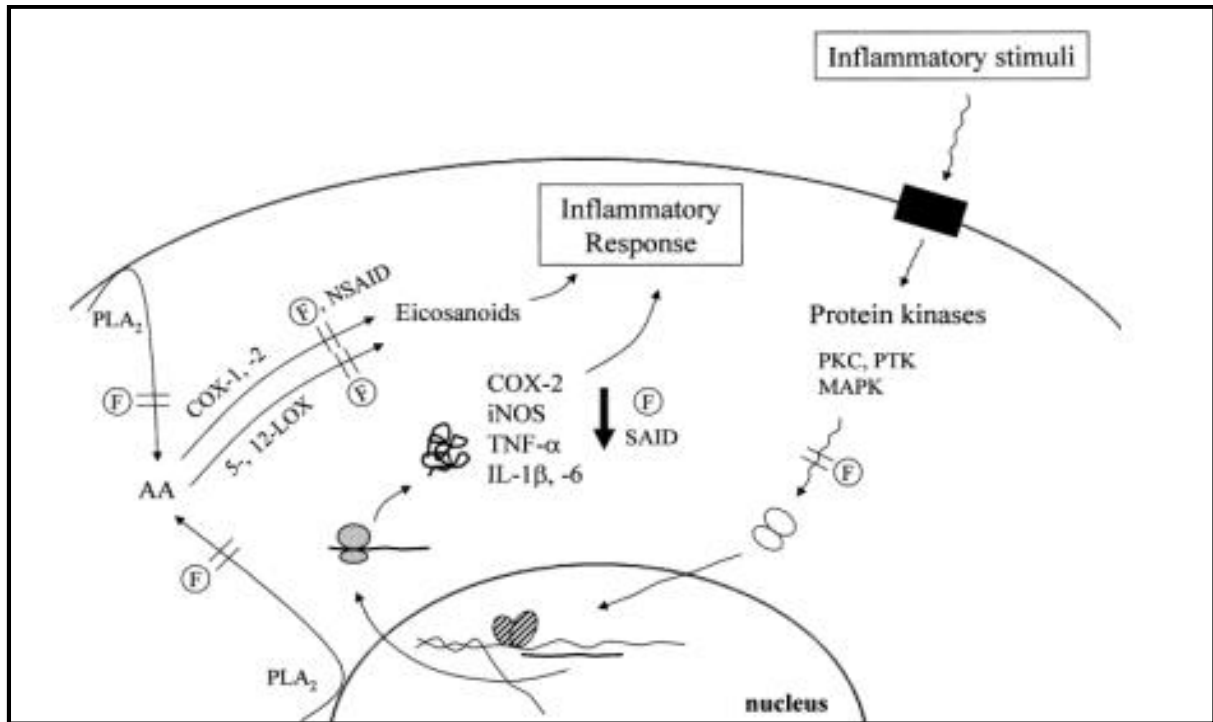 Inflammatory stimuli
Inflammatory
Response
PLA₂
F, NSAID
Eicosanoids
Protein kinases
PKC, PTK
MAPK
COX-1, -2
F
F
5-, 12-LOX
COX-2
iNOS
TNF-α
IL-1β, -6
F
SAID
F
AA
F
PLA₂
nucleus